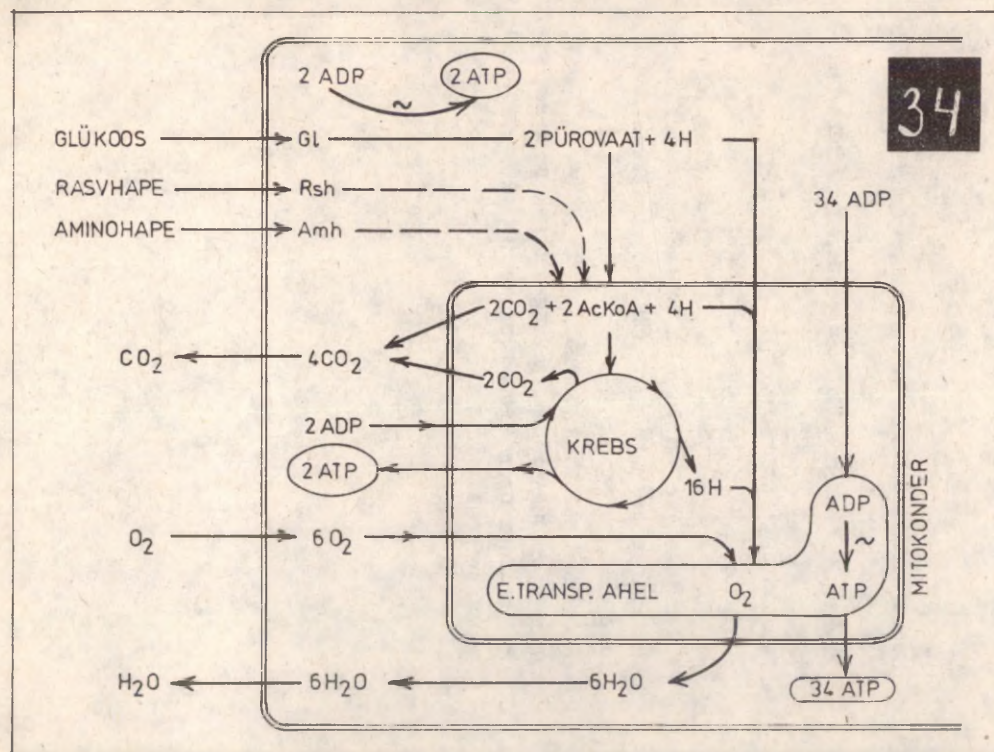 34
2 ADP ~ 2 ATP
GLÜKOOS Gl 2 PÜROVAAT + 4H
RASVHAPE Rsh
34 ADP
AMINOHAPE Amh
2CO₂ + 2 AcKoA + 4H
CO₂ 4CO₂
2CO₂
2 ADP
KREBS
2 ATP
16 H
ADP
O₂ 6 O₂
~
E.TRANSP. AHEL O₂ ATP
MITOKONDER
H₂O 6H₂O 6H₂O 34 ATP